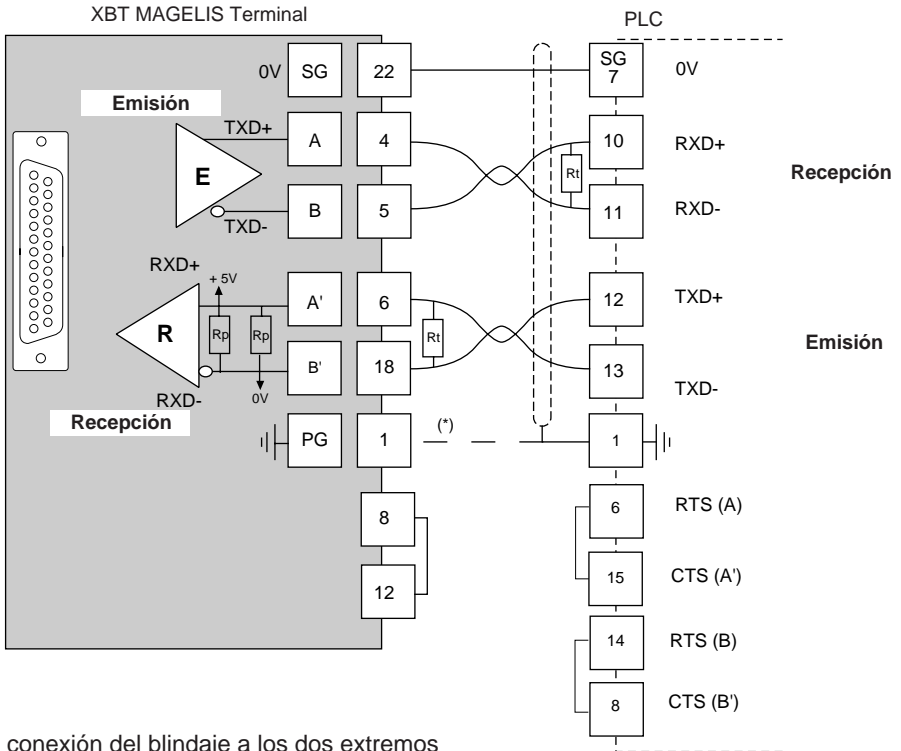 XBT MAGELIS Terminal
PLC
0V SG 22 SG 7 0V
Emisión
TXD+ A 4 10 RXD+
E
Rt
Recepción
TXD- B 5 11 RXD-
RXD+
+ 5V
A' 6 12 TXD+
R Rp Rp Rt
Emisión
B' 18 13
RXD- 0V
TXD-
Recepción
PG 1 (*) 1
8 6 RTS (A)
12 15 CTS (A')
14 RTS (B)
8 CTS (B')
conexión del blindaje a los dos extremos